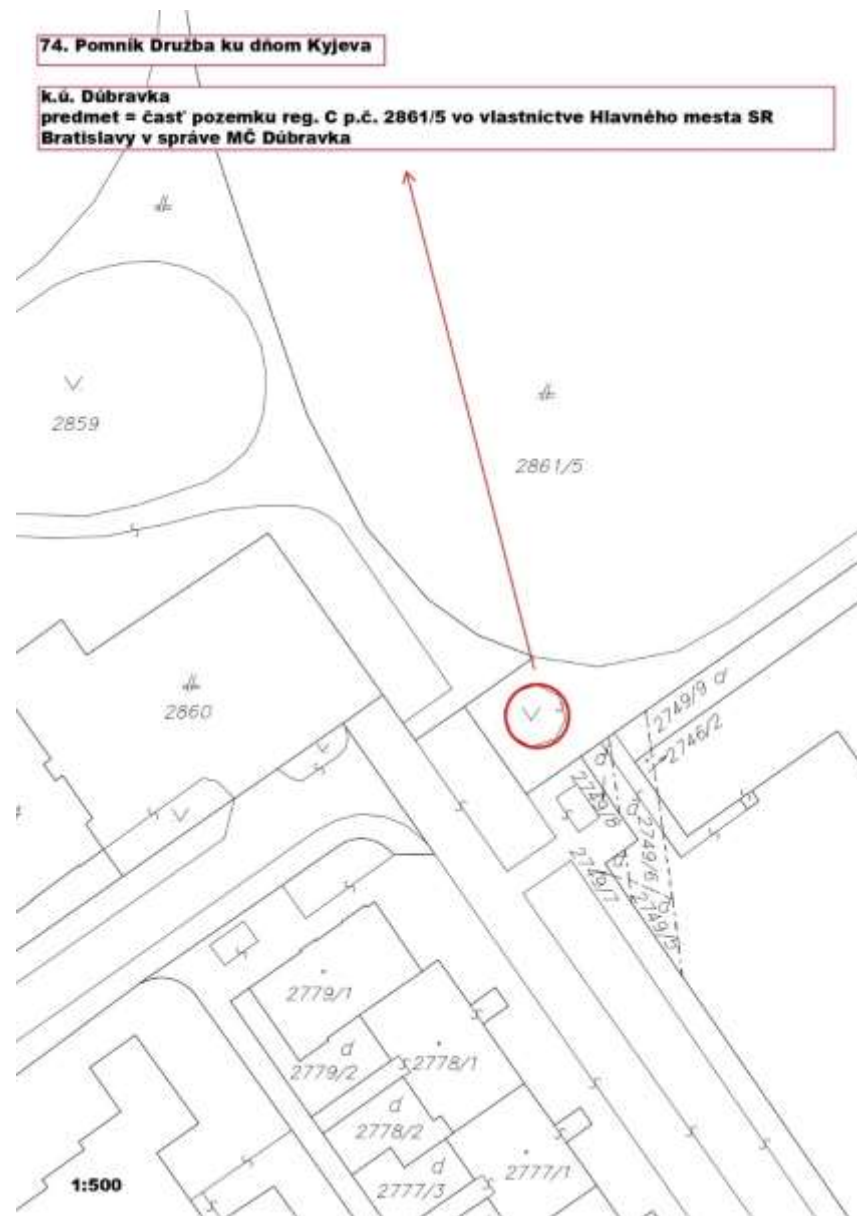 74. Pomník Družba ku dňom Kyjeva
k.ú. Dúbravka
predmet = časť pozemku reg. C p.č. 2861/5 vo vlastníctve Hlavného mesta SR
Bratislavy v správe MČ Dúbravka
2859
2861/5
2860
2749/9 d
2746/2
2749/8
d
2749/6
2749/7
2749/5
2779/1
d
2779/2
2778/1
d
2778/2
d
2777/1
2777/3
1:500